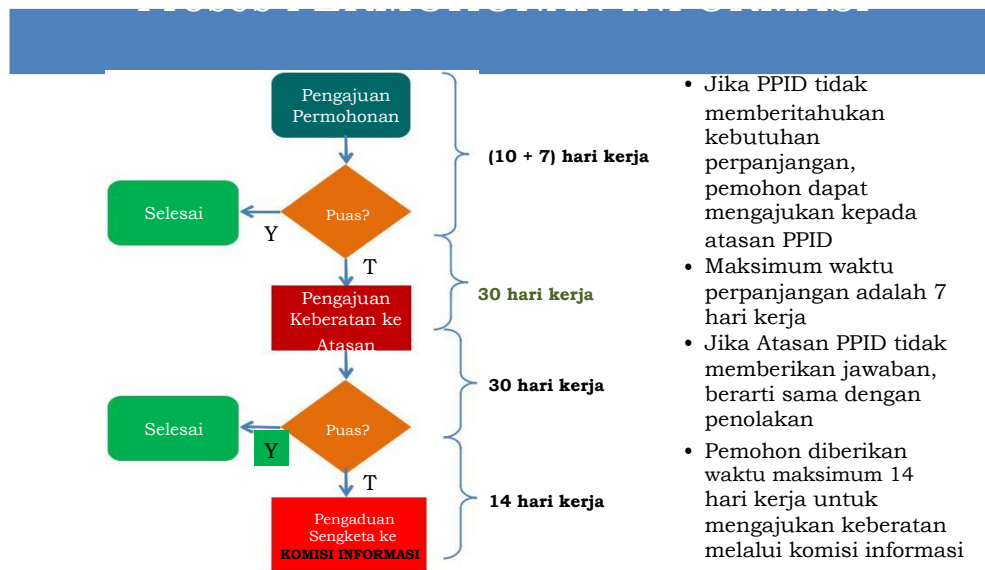 Pengajuan
Permohonan
(10 + 7) hari kerja
Selesai
Puas?
Y
T
30 hari kerja
Pengajuan
Keberatan ke
Atasan
30 hari kerja
Selesai
Puas?
Y
T
14 hari kerja
Pengaduan
Sengketa ke
KOMISI INFORMASI
• Jika PPID tidak
memberitahukan
kebutuhan
perpanjangan,
pemohon dapat
mengajukan kepada
atasan PPID
• Maksimum waktu
perpanjangan adalah 7
hari kerja
• Jika Atasan PPID tidak
memberikan jawaban,
berarti sama dengan
penolakan
• Pemohon diberikan
waktu maksimum 14
hari kerja untuk
mengajukan keberatan
melalui komisi informasi